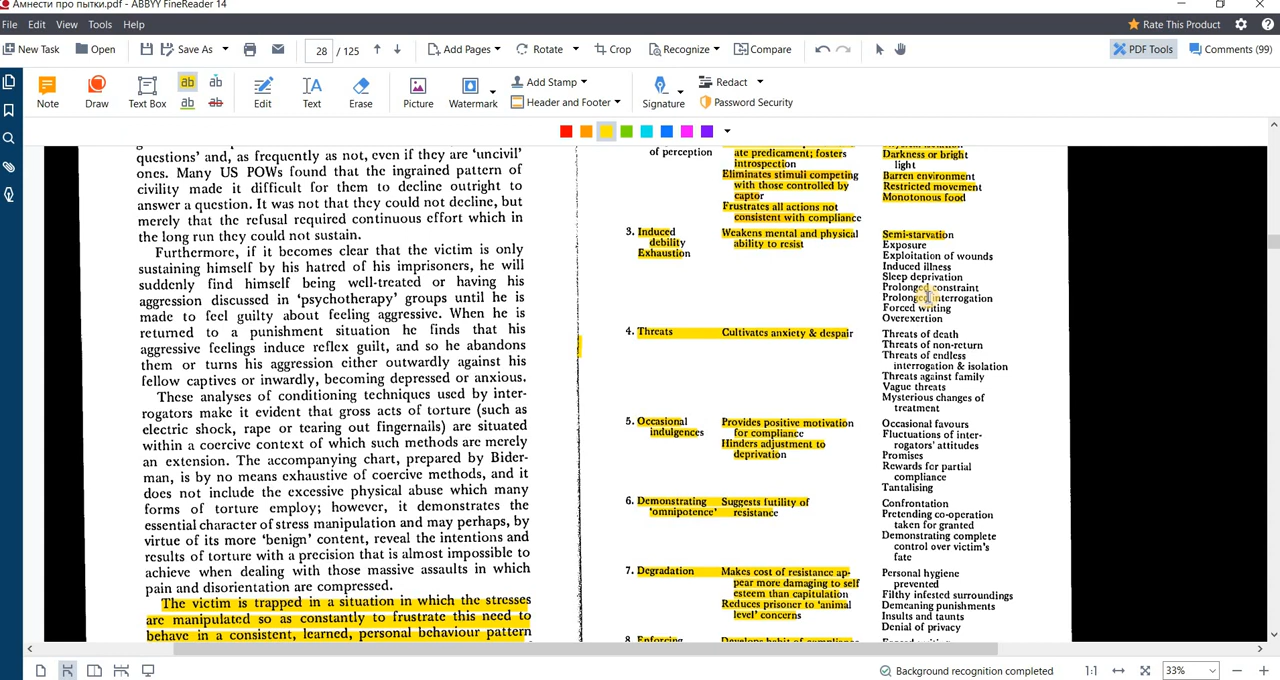 Амнести про пытки.pdf - ABBYY FineReader 14
File Edit View Tools Help
Rate This Product
New Task Open Save As 28 / 125 Add Pages Rotate Crop Recognize Compare PDF Tools Comments (99)
Note Draw Text Box Edit Text Erase Picture Watermark Add Stamp Header and Footer Signature Redact Password Security
questions' and, as frequently as not, even if they are 'uncivil'
ones. Many US POWs found that the ingrained pattern of
civility made it difficult for them to decline outright to
answer a question. It was not that they could not decline, but
merely that the refusal required continuous effort which in
the long run they could not sustain.
Furthermore, if it becomes clear that the victim is only
sustaining himself by his hatred of his imprisoners, he will
suddenly find himself being well-treated or having his
aggression discussed in 'psychotherapy' groups until he is
made to feel guilty about feeling aggressive. When he is
returned to a punishment situation he finds that his
aggressive feelings induce reflex guilt, and so he abandons
them or turns his aggression either outwardly against his
fellow captives or inwardly, becoming depressed or anxious.
These analyses of conditioning techniques used by inter-
rogators make it evident that gross acts of torture (such as
electric shock, rape or tearing out fingernails) are situated
within a coercive context of which such methods are merely
an extension. The accompanying chart, prepared by Bider-
man, is by no means exhaustive of coercive methods, and it
does not include the excessive physical abuse which many
forms of torture employ; however, it demonstrates the
essential character of stress manipulation and may perhaps, by
virtue of its more 'benign' content, reveal the intentions and
results of torture with a precision that is almost impossible to
achieve when dealing with those massive assaults in which
pain and disorientation are compressed.
The victim is trapped in a situation in which the stresses
are manipulated so as constantly to frustrate this need to
behave in a consistent, learned, personal behaviour pattern
of perception
ate predicament; fosters
introspection
Eliminates stimuli competing
with those controlled by
captor
Frustrates all actions not
consistent with compliance
Darkness or bright
light
Barren environment
Restricted movement
Monotonous food
3. Induced
debility
Exhaustion
Weakens mental and physical
ability to resist
Semi-starvation
Exposure
Exploitation of wounds
Induced illness
Sleep deprivation
Prolonged constraint
Prolonged interrogation
Forced writing
Overexertion
4. Threats
Cultivates anxiety & despair
Threats of death
Threats of non-return
Threats of endless
interrogation & isolation
Threats against family
Vague threats
Mysterious changes of
treatment
5. Occasional
indulgences
Provides positive motivation
for compliance
Hinders adjustment to
deprivation
Occasional favours
Fluctuations of inter-
rogators' attitudes
Promises
Rewards for partial
compliance
Tantalising
6. Demonstrating
'omnipotence'
Suggests futility of
resistance
Confrontation
Pretending co-operation
taken for granted
Demonstrating complete
control over victim's
fate
7. Degradation
Makes cost of resistance ap-
pear more damaging to self
esteem than capitulation
Reduces prisoner to 'animal
level' concerns
Personal hygiene
prevented
Filthy infested surroundings
Demeaning punishments
Insults and taunts
Denial of privacy
8. Enforcing
Develops habit of compliance
Background recognition completed 1:1 33%